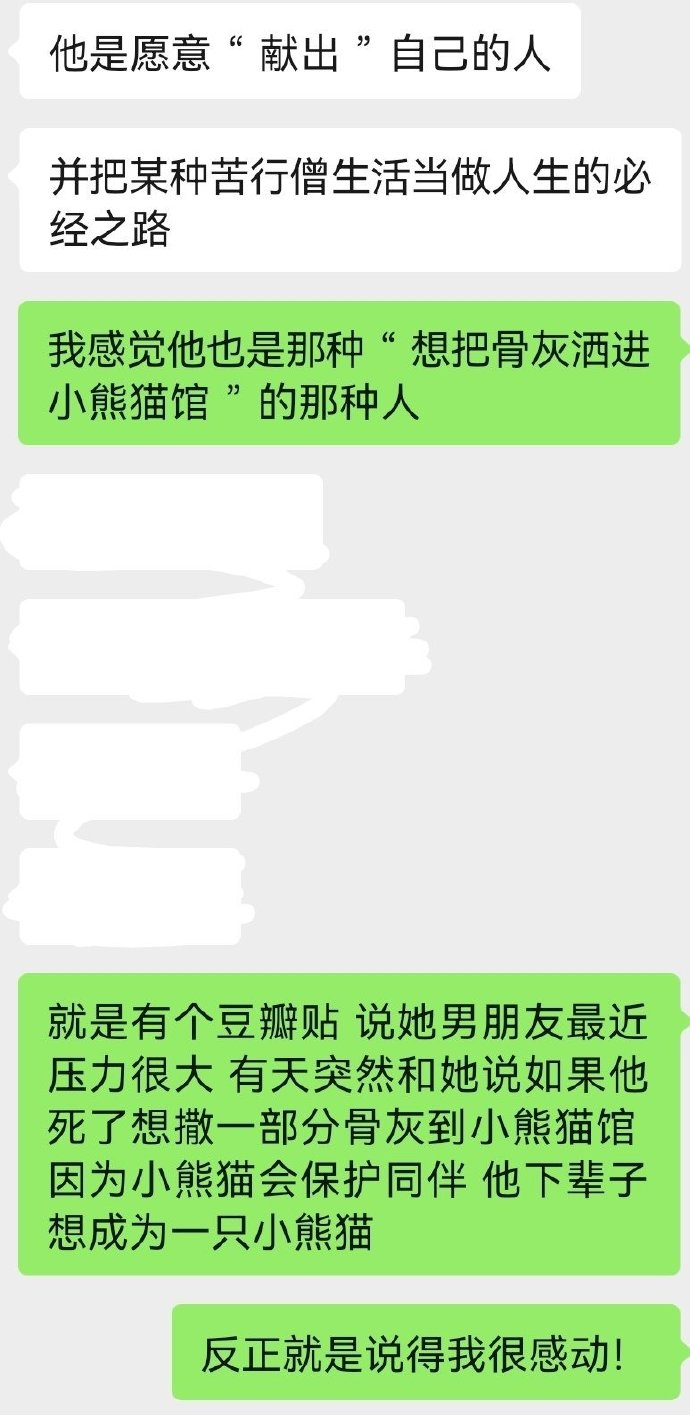 他是愿意“献出”自己的人
并把某种苦行僧生活当做人生的必
经之路
我感觉他也是那种“想把骨灰洒进
小熊猫馆”的那种人
就是有个豆瓣贴 说她男朋友最近
压力很大 有天突然和她说如果他
死了想撒一部分骨灰到小熊猫馆
因为小熊猫会保护同伴 他下辈子
想成为一只小熊猫
反正就是说得我很感动!